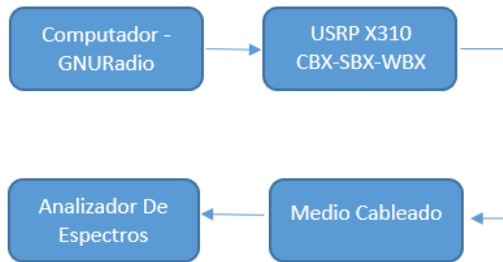 Computador -
GNURadio
USRP X310
CBX-SBX-WBX
Analizador De
Espectros
Medio Cableado